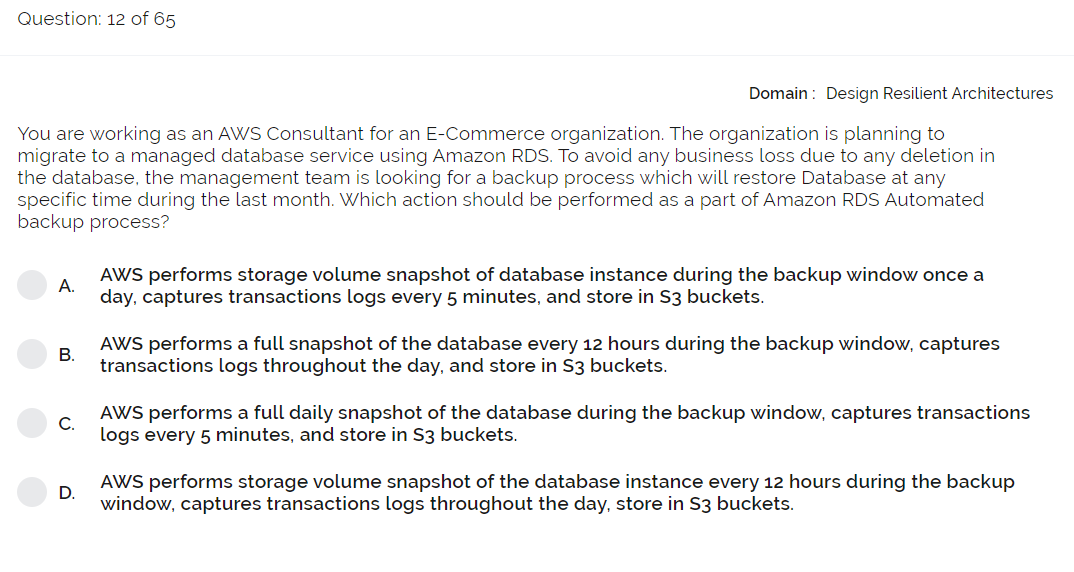 Question: 12 of 65
Domain : Design Resilient Architectures
You are working as an AWS Consultant for an E-Commerce organization. The organization is planning to
migrate to a managed database service using Amazon RDS. To avoid any business loss due to any deletion in
the database, the management team is looking for a backup process which will restore Database at any
specific time during the last month. Which action should be performed as a part of Amazon RDS Automated
backup process?
A. AWS performs storage volume snapshot of database instance during the backup window once a
day, captures transactions logs every 5 minutes, and store in S3 buckets.
B. AWS performs a full snapshot of the database every 12 hours during the backup window, captures
transactions logs throughout the day, and store in S3 buckets.
C. AWS performs a full daily snapshot of the database during the backup window, captures transactions
logs every 5 minutes, and store in S3 buckets.
D. AWS performs storage volume snapshot of the database instance every 12 hours during the backup
window, captures transactions logs throughout the day, store in S3 buckets.